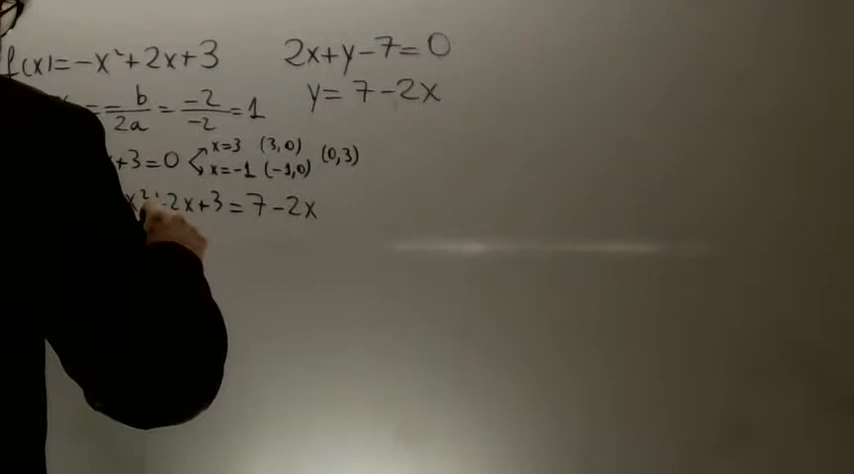 f(x)=-x²+2x+3
2x+y-7=0
= -b/2a = -2/-2 = 1
y=7-2x
+3=0 x=3 (3,0) (0,3)
x=-1 (-1,0)
x²+2x+3=7-2x